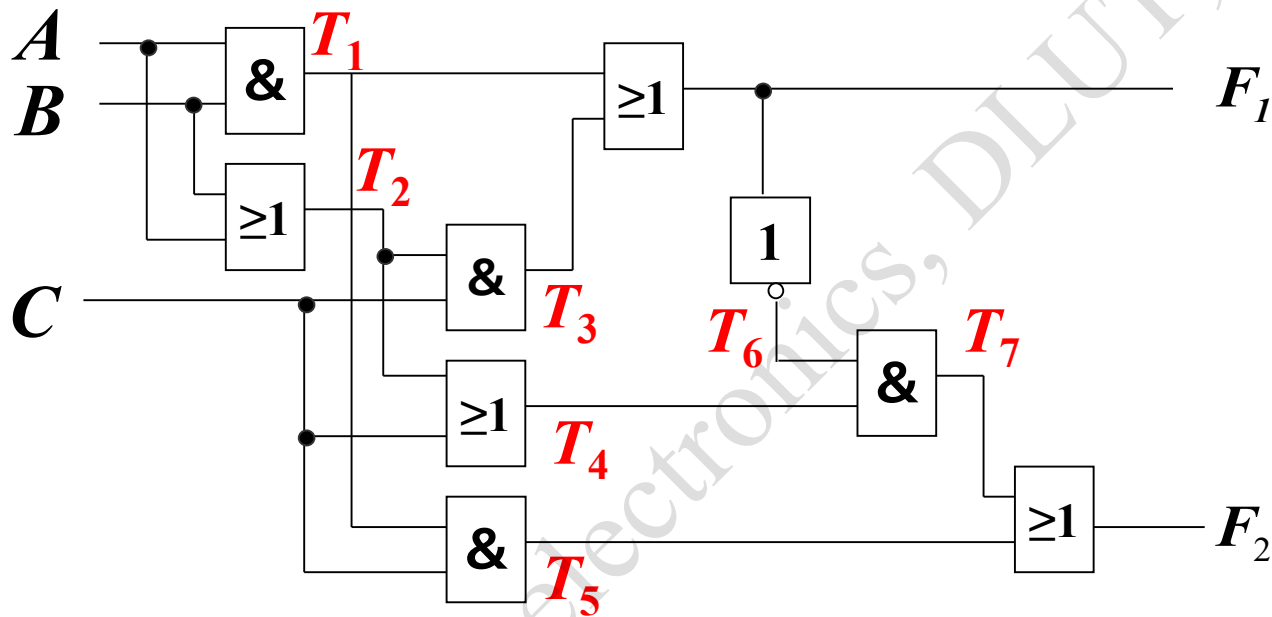 A
B
C
&
T1
≥1
T2
&
T3
≥1
T4
&
T5
≥1
F1
1
T6
&
T7
≥1
F2
electronics, DLUT